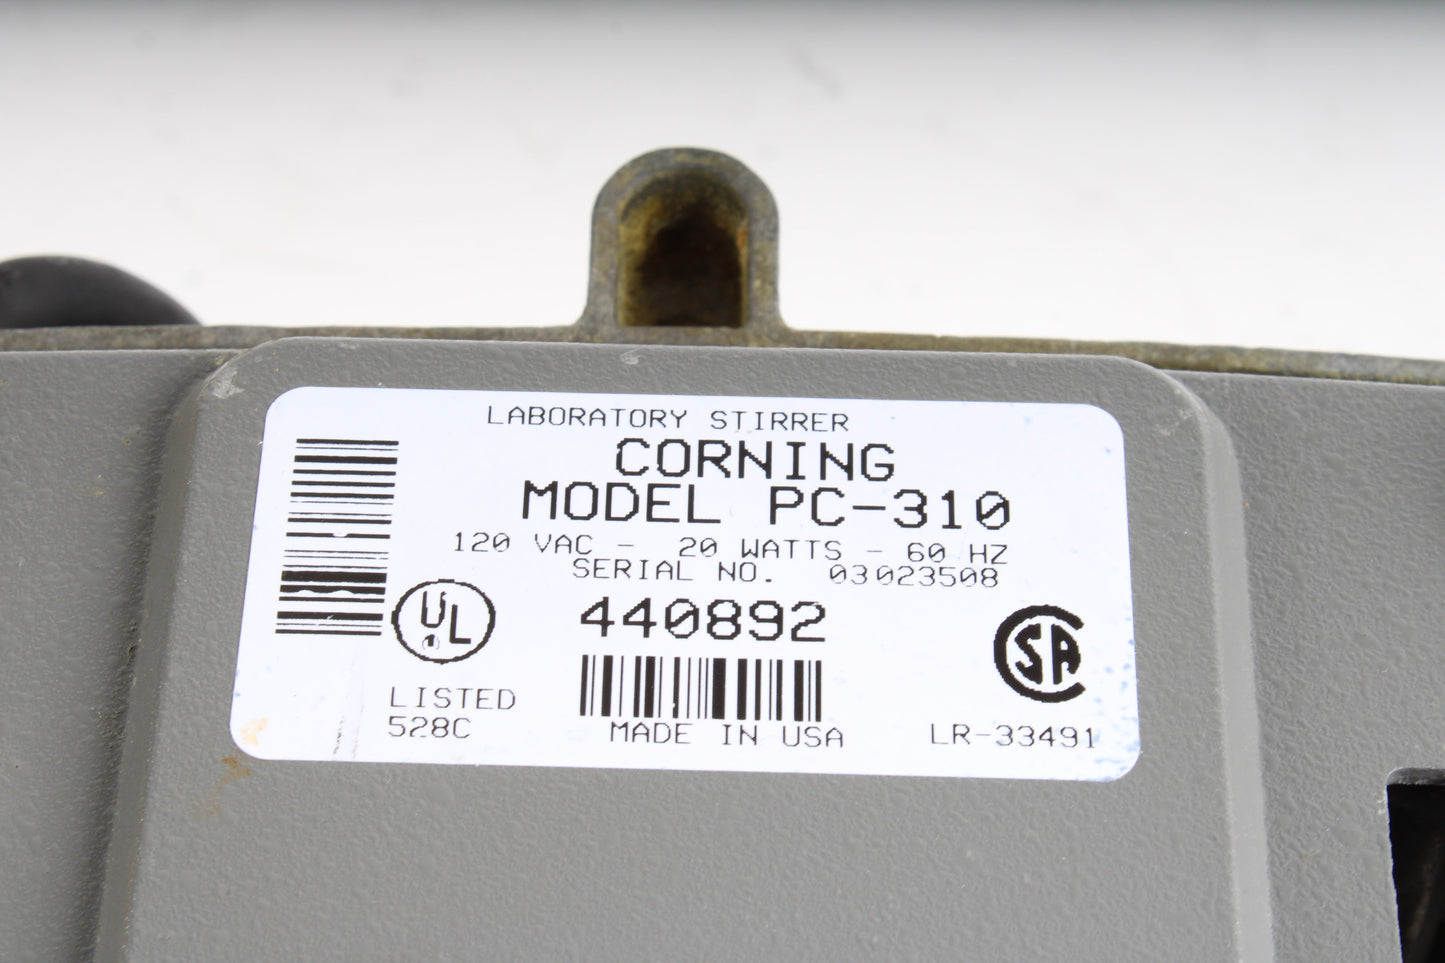 LABORATORY STIRRER
CORNING
MODEL PC-310
120 VAC - 20 WATTS - 60 HZ
SERIAL NO. 03023508
440892
UL
LISTED
528C
MADE IN USA
SA
LR-33491